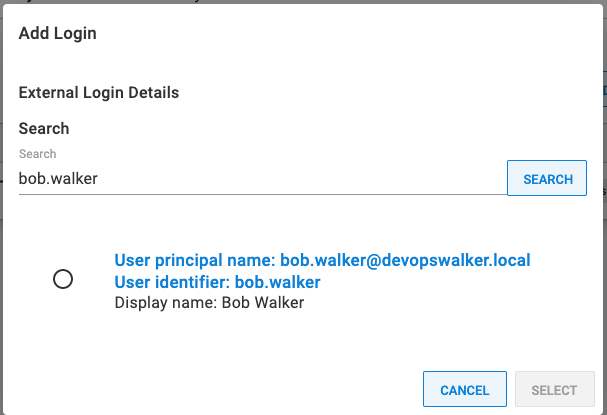 Add Login
External Login Details
Search
Search
bob.walker
SEARCH
User principal name: bob.walker@devopswalker.local
User identifier: bob.walker
Display name: Bob Walker
CANCEL
SELECT